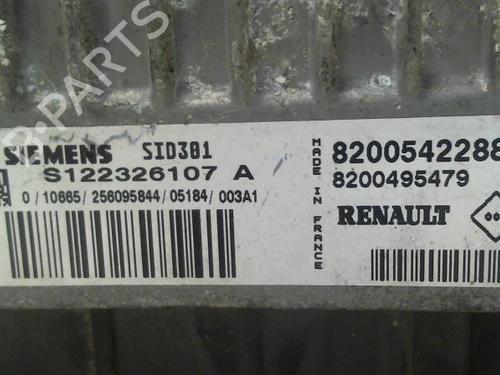 SIEMENS SID301
S122326107 A
0/10665/256095844/05184/003A1
MADE IN FRANCE
8200542288
8200495479
RENAULT